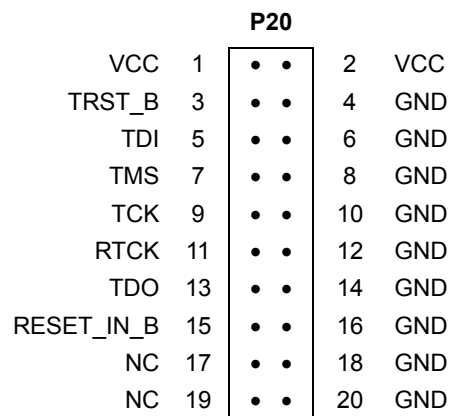 P20
VCC 1 2 VCC
TRST_B 3 4 GND
TDI 5 6 GND
TMS 7 8 GND
TCK 9 10 GND
RTCK 11 12 GND
TDO 13 14 GND
RESET_IN_B 15 16 GND
NC 17 18 GND
NC 19 20 GND